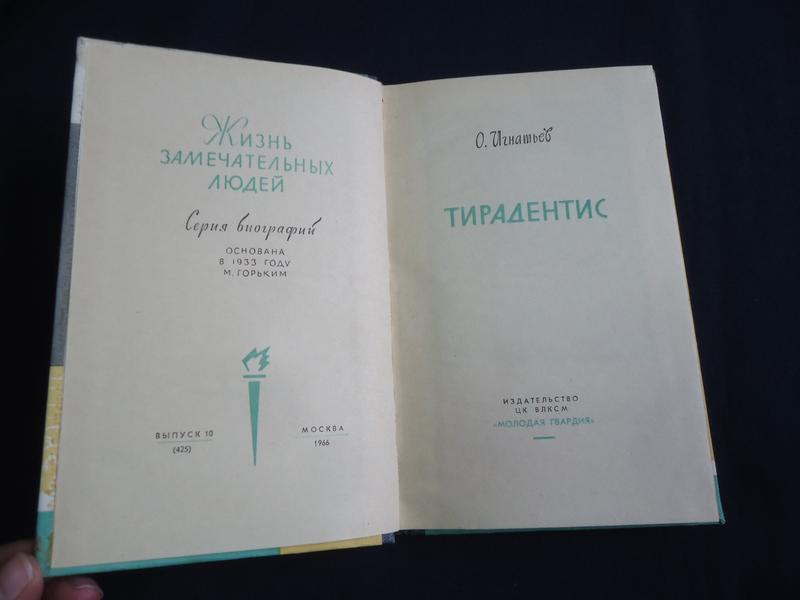 Жизнь
ЗАМЕЧАТЕЛЬНЫХ
ЛЮДЕЙ
Серия биографий
ОСНОВАНА
В 1933 ГОДУ
М. ГОРЬКИМ
ВЫПУСК 10
(425)
МОСКВА
1966
О. Игнатьев
ТИРАДЕНТИС
ИЗДАТЕЛЬСТВО
ЦК ВЛКСМ
«МОЛОДАЯ ГВАРДИЯ»